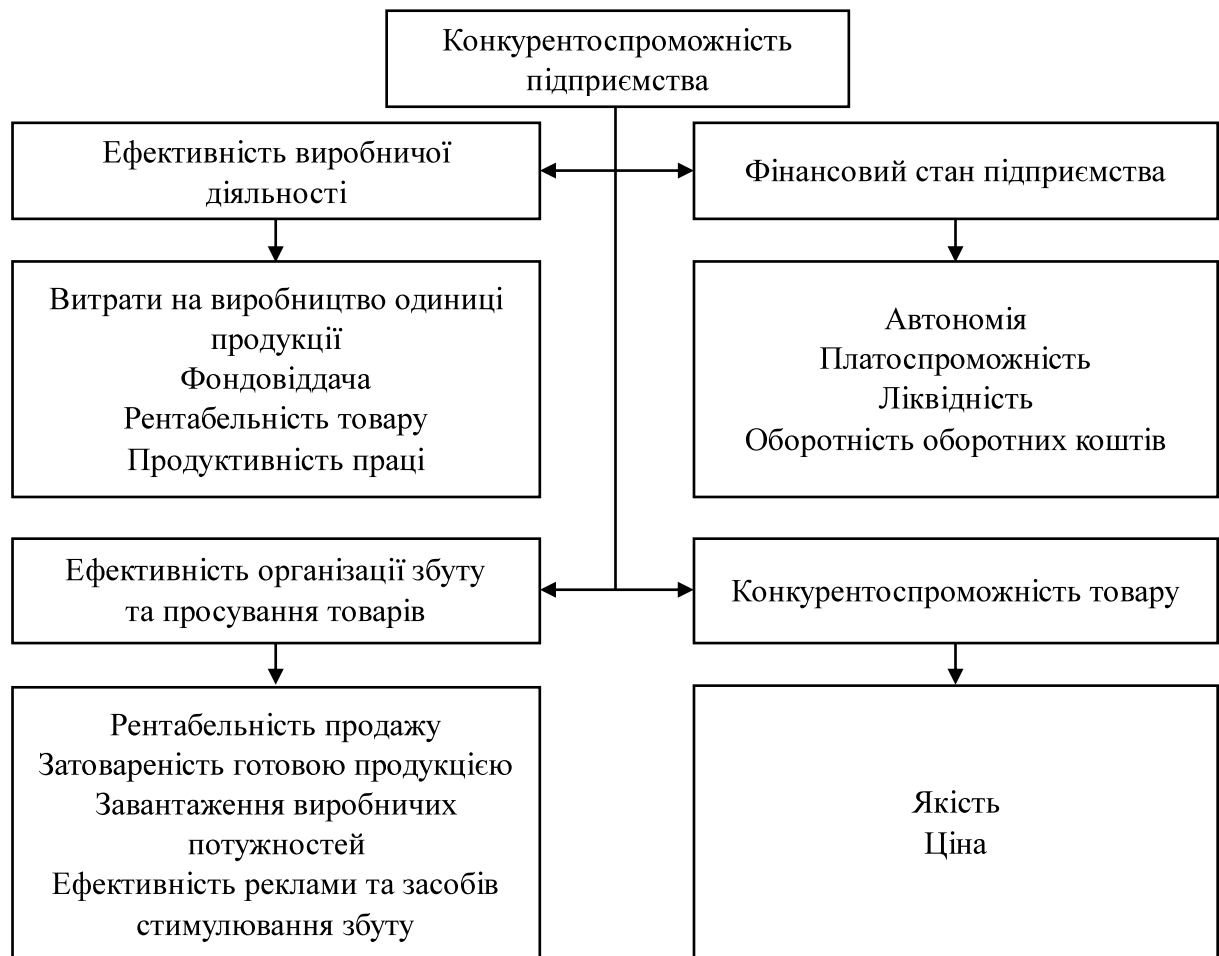 Конкурентоспроможність
підприємства
Ефективність виробничої
діяльності
Фінансовий стан підприємства
Витрати на виробництво одиниці
продукції
Фондовіддача
Рентабельність товару
Продуктивність праці
Автономія
Платоспроможність
Ліквідність
Оборотність оборотних коштів
Ефективність організації збуту
та просування товарів
Конкурентоспроможність товару
Рентабельність продажу
Затовареність готовою продукцією
Завантаження виробничих
потужностей
Ефективність реклами та засобів
стимулювання збуту
Якість
Ціна